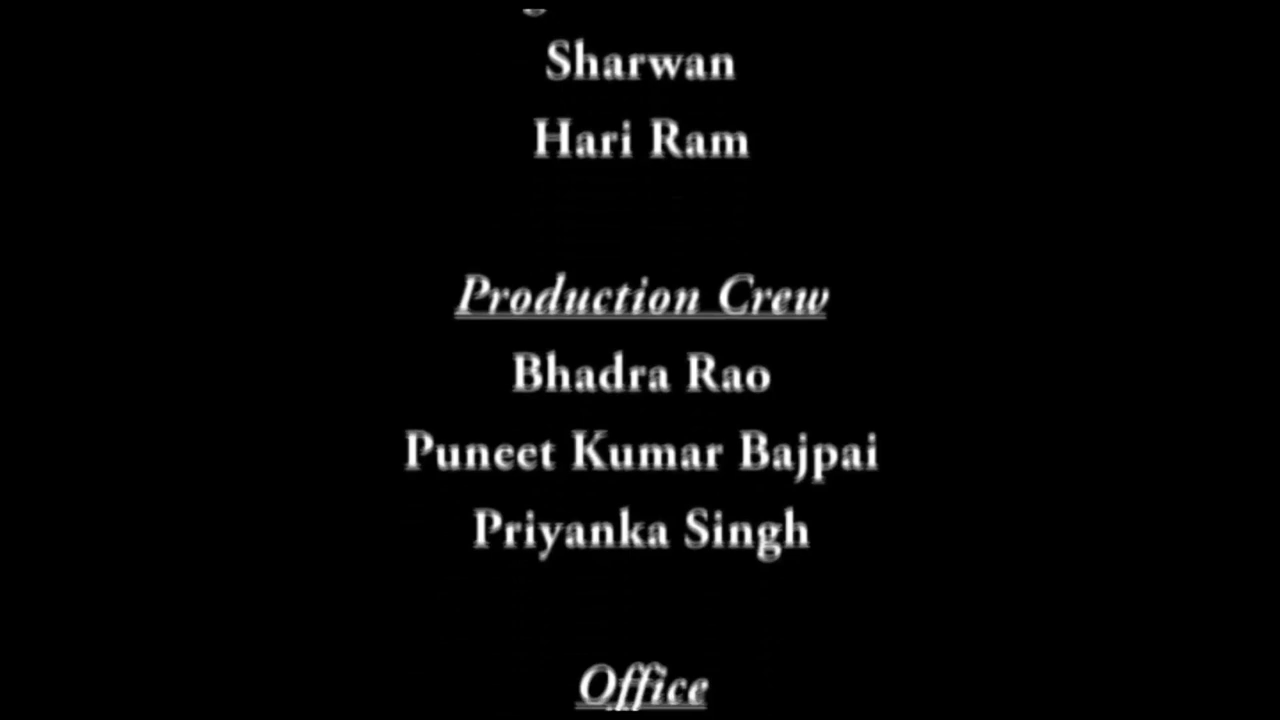 Sharwan
Hari Ram
Production Crew
Bhadra Rao
Puneet Kumar Bajpai
Priyanka Singh
Office